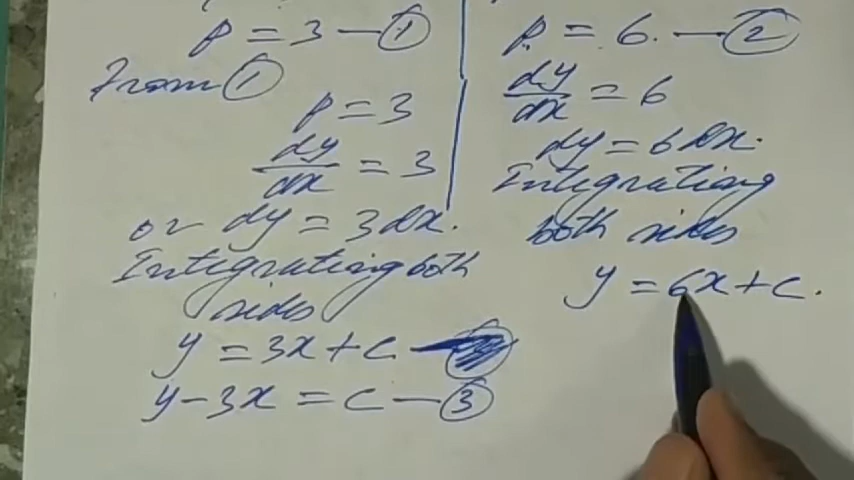 p = 3 — ①
From ①
p = 3
dy/dx = 3
or dy = 3dx.
Integrating both
sides
y = 3x + c
y - 3x = c — ③
p. = 6. — ②
dy/dx = 6
dy = 6dx.
Integrating
both sides
y = 6x + c.